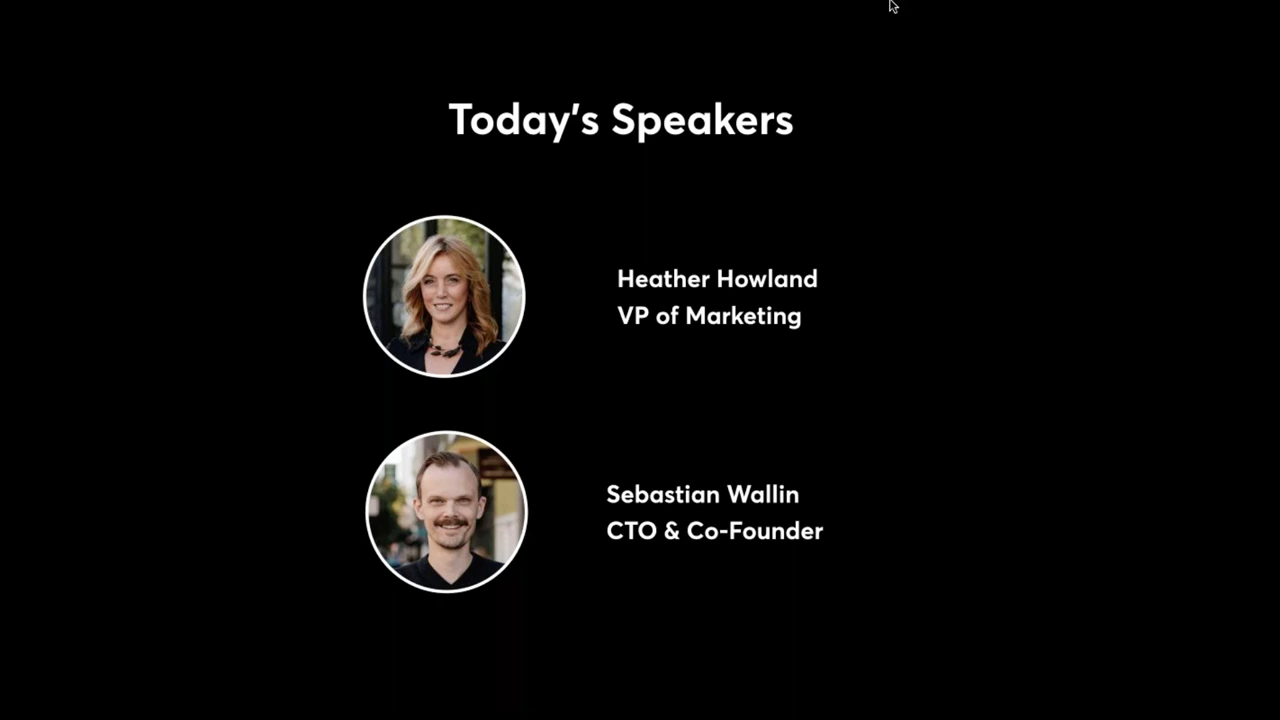 Today's Speakers
Heather Howland
VP of Marketing
Sebastian Wallin
CTO & Co-Founder